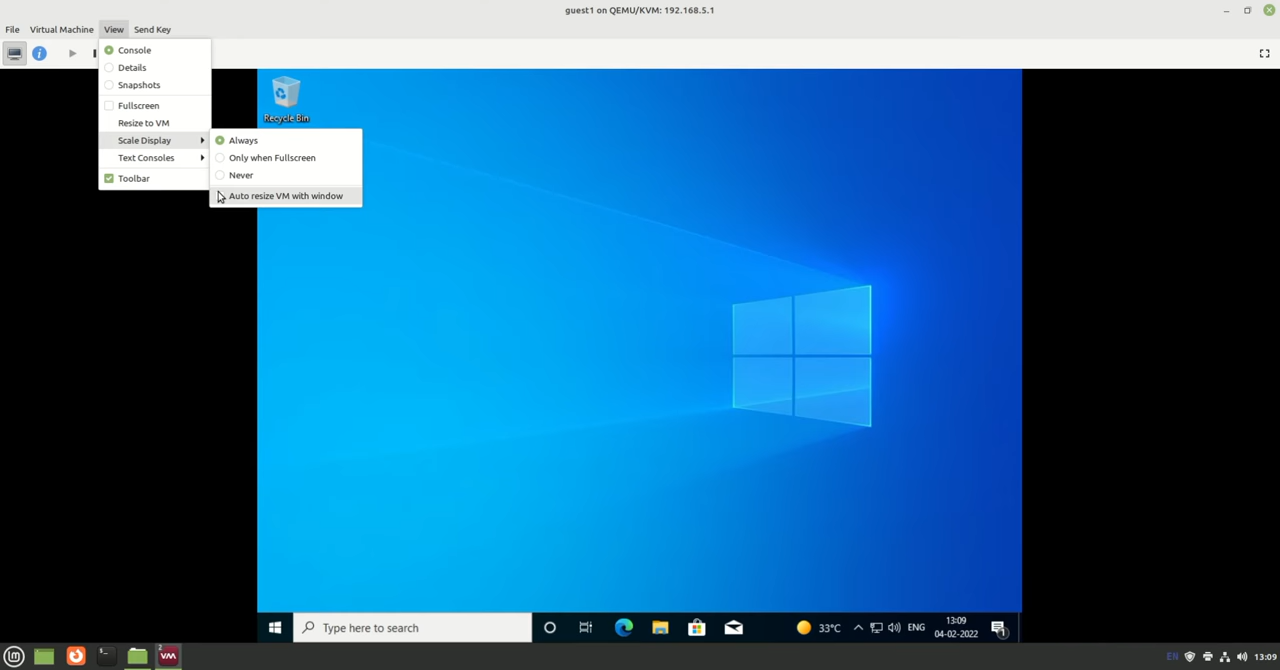 guest1 on QEMU/KVM: 192.168.5.1
File Virtual Machine View Send Key
Console
Details
Snapshots
Fullscreen
Resize to VM
Scale Display
Text Consoles
Toolbar
Always
Only when Fullscreen
Never
Auto resize VM with window
Recycle Bin
Type here to search
33°C
ENG
13:09
04-02-2022
1
2
VM
EN
13:09